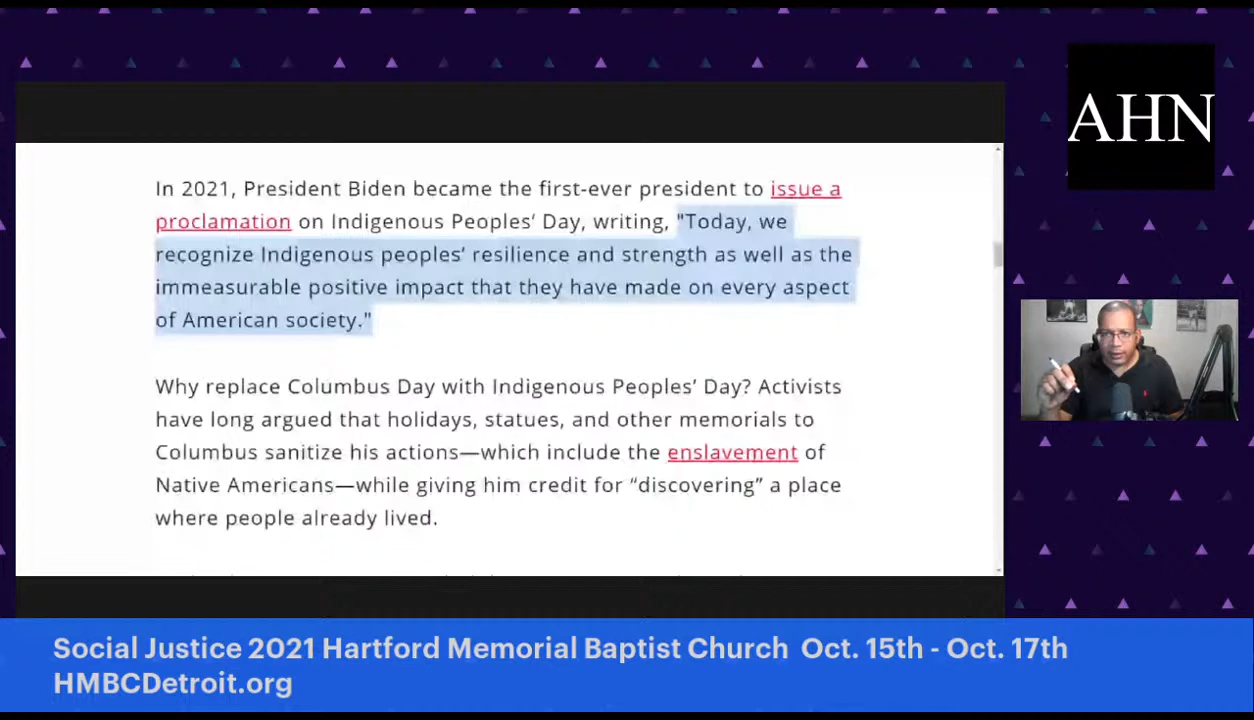 AHN
In 2021, President Biden became the first-ever president to issue a
proclamation on Indigenous Peoples’ Day, writing, "Today, we
recognize Indigenous peoples’ resilience and strength as well as the
immeasurable positive impact that they have made on every aspect
of American society."
Why replace Columbus Day with Indigenous Peoples’ Day? Activists
have long argued that holidays, statues, and other memorials to
Columbus sanitize his actions—which include the enslavement of
Native Americans—while giving him credit for “discovering” a place
where people already lived.
Social Justice 2021 Hartford Memorial Baptist Church Oct. 15th - Oct. 17th
HMBCDetroit.org